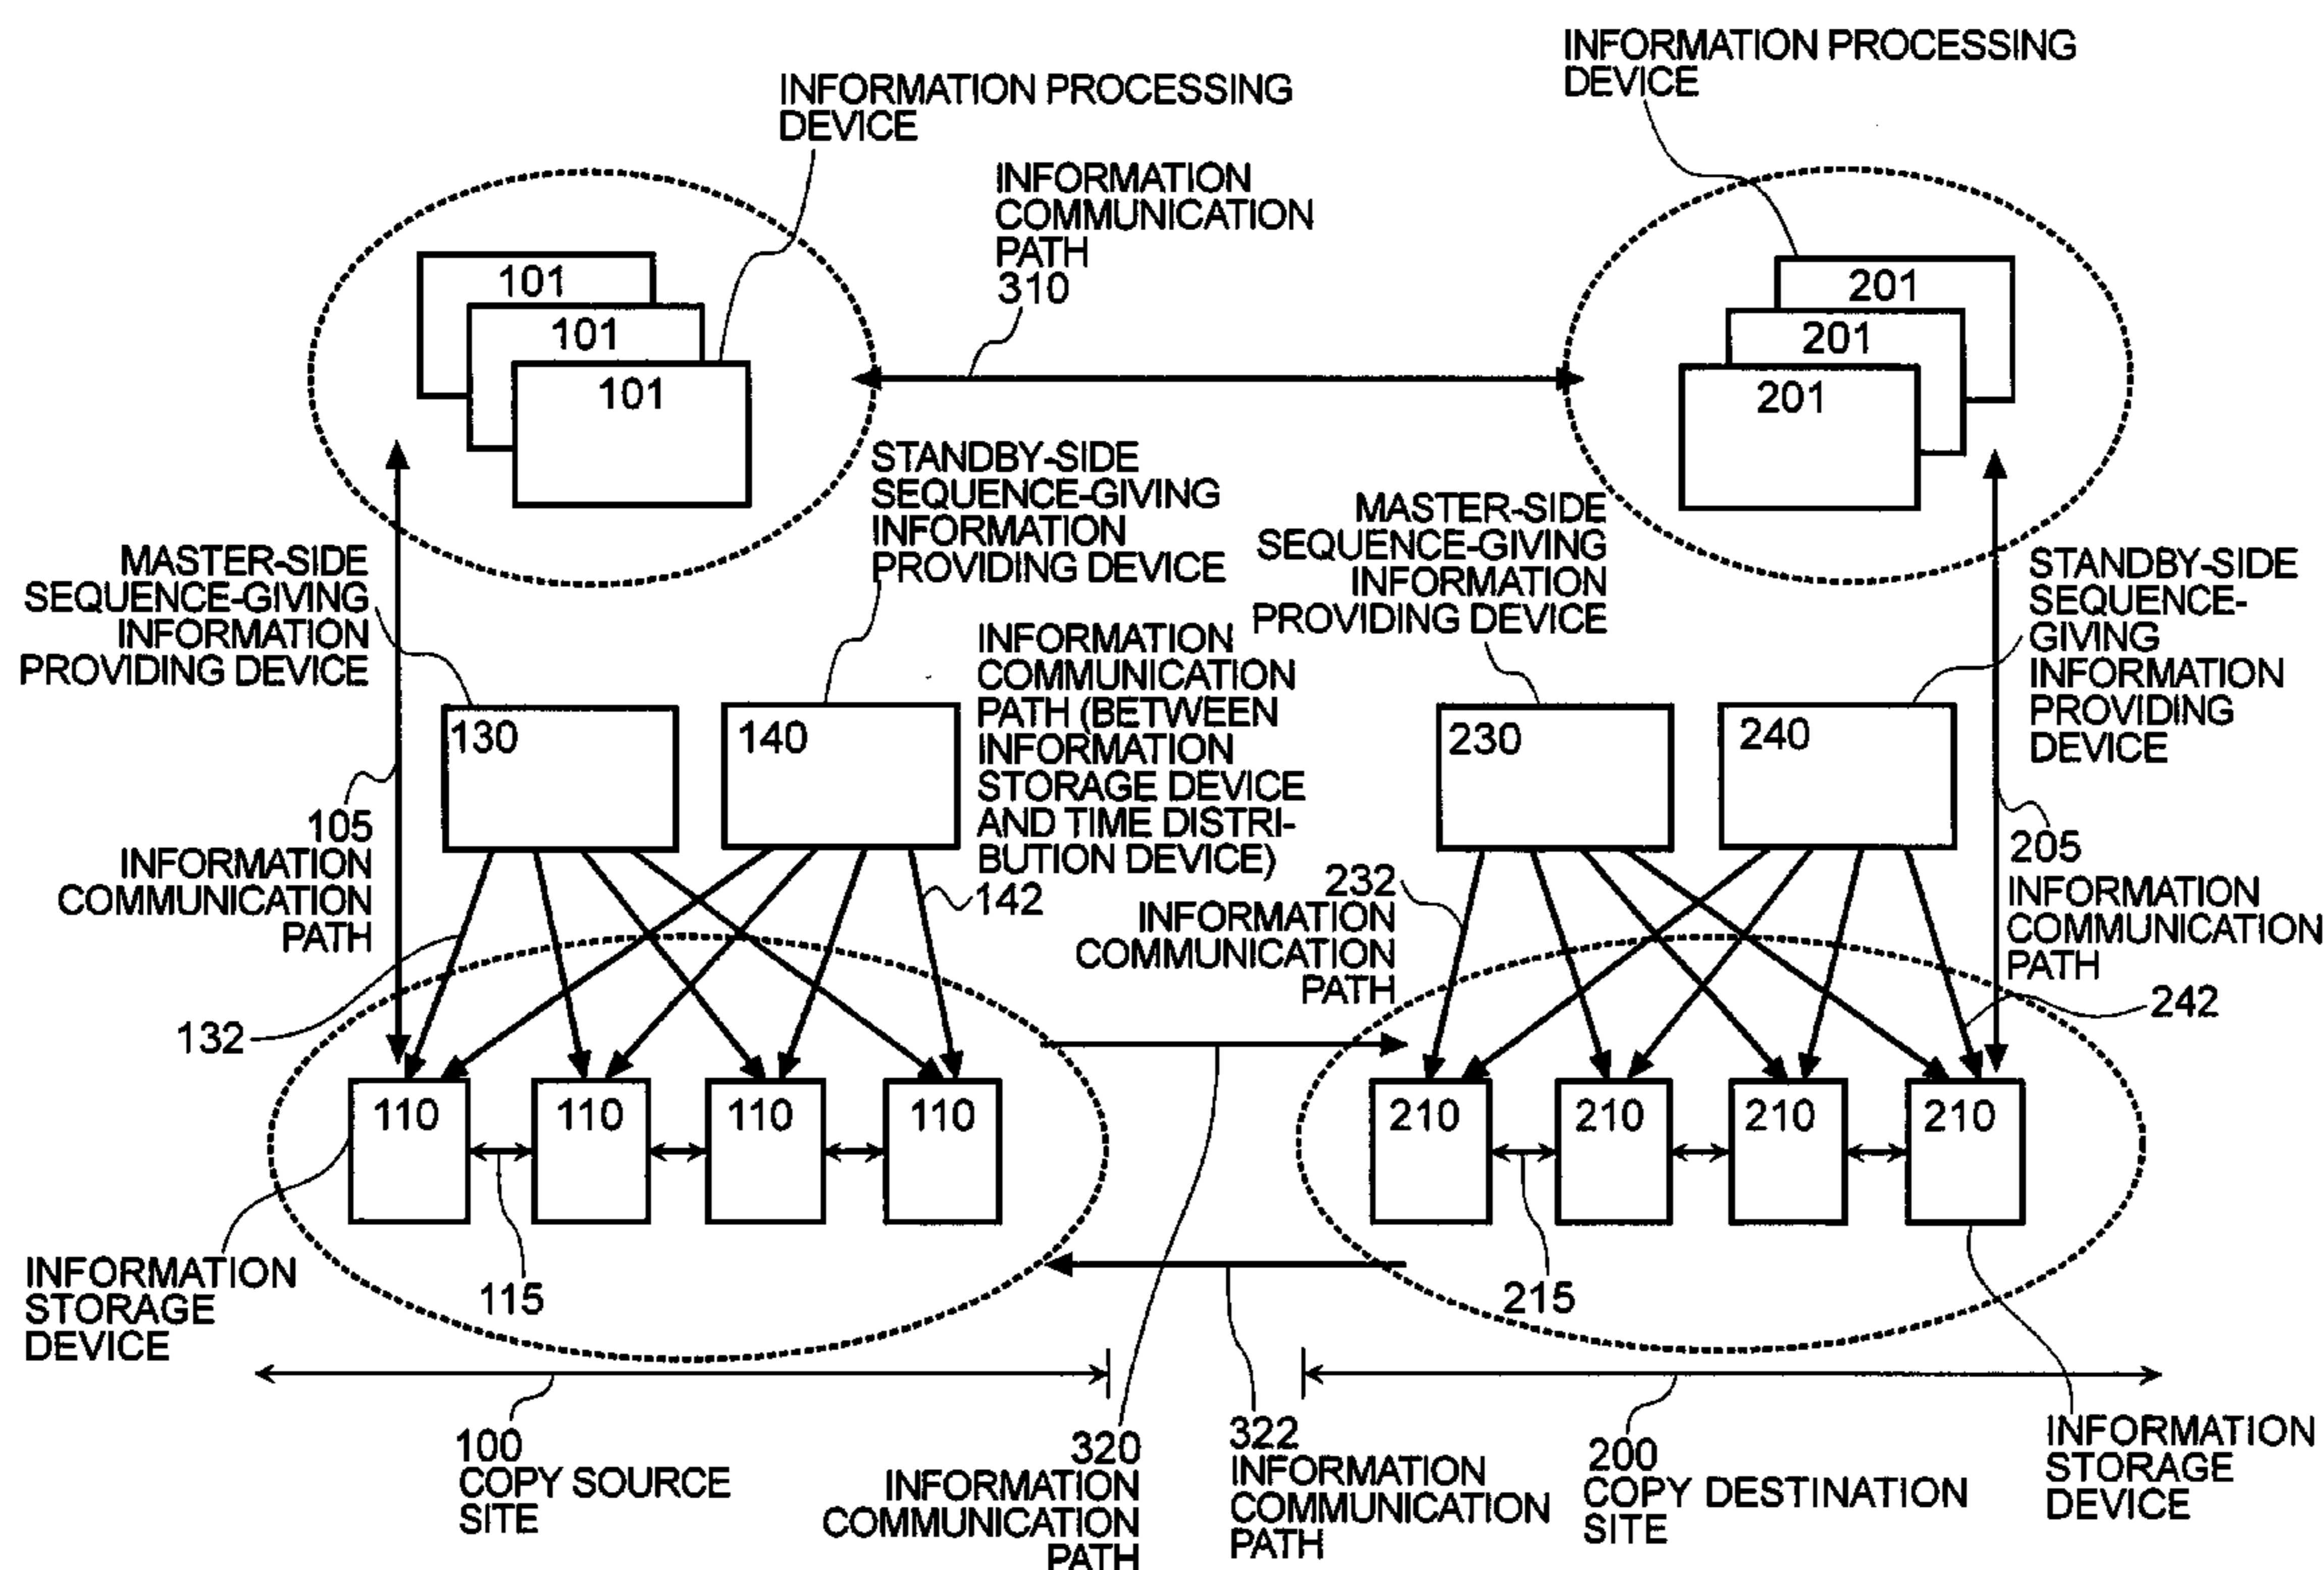 INFORMATION PROCESSING
DEVICE
INFORMATION PROCESSING
DEVICE
INFORMATION
COMMUNICATION
PATH
310
101
101
101
201
201
201
STANDBY-SIDE
SEQUENCE-GIVING
INFORMATION
PROVIDING DEVICE
MASTER-SIDE
SEQUENCE-GIVING
INFORMATION
PROVIDING DEVICE
MASTER-SIDE
SEQUENCE-GIVING
INFORMATION
PROVIDING DEVICE
STANDBY-SIDE
SEQUENCE-
GIVING
INFORMATION
PROVIDING
DEVICE
INFORMATION
COMMUNICATION
PATH (BETWEEN
INFORMATION
STORAGE DEVICE
AND TIME DISTRI-
BUTION DEVICE)
142
130
140
230
240
105
INFORMATION
COMMUNICATION
PATH
232
INFORMATION
COMMUNICATION
PATH
205
INFORMATION
COMMUNICATION
PATH
132
242
110
110
110
110
210
210
210
210
115
215
INFORMATION
STORAGE
DEVICE
100
COPY SOURCE
SITE
320
INFORMATION
COMMUNICATION
PATH
322
INFORMATION
COMMUNICATION
PATH
200
COPY DESTINATION
SITE
INFORMATION
STORAGE
DEVICE